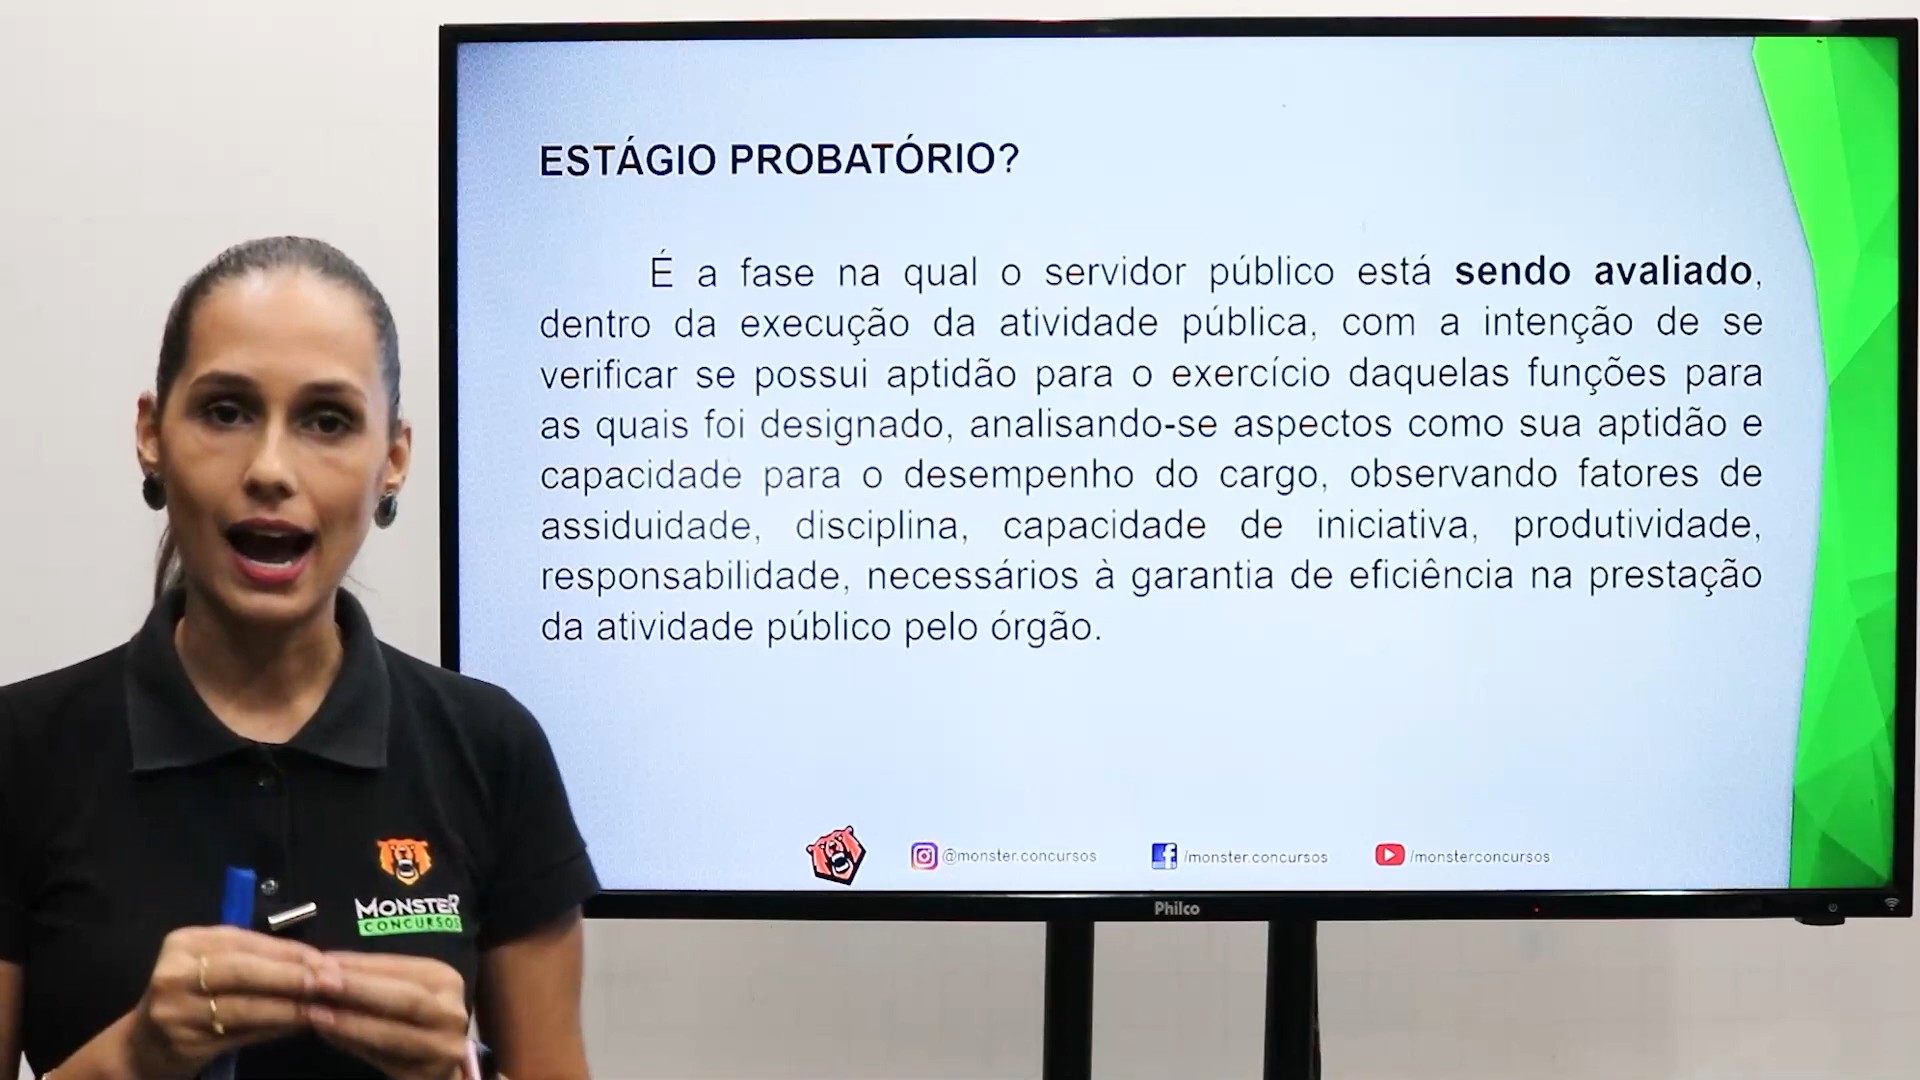 ESTÁGIO PROBATÓRIO?
É a fase na qual o servidor público está sendo avaliado,
dentro da execução da atividade pública, com a intenção de se
verificar se possui aptidão para o exercício daquelas funções para
as quais foi designado, analisando-se aspectos como sua aptidão e
capacidade para o desempenho do cargo, observando fatores de
assiduidade, disciplina, capacidade de iniciativa, produtividade,
responsabilidade, necessários à garantia de eficiência na prestação
da atividade público pelo órgão.
@monster.concursos /monster.concursos /monsterconcursos
Philco
MONSTER
CONCURSOS